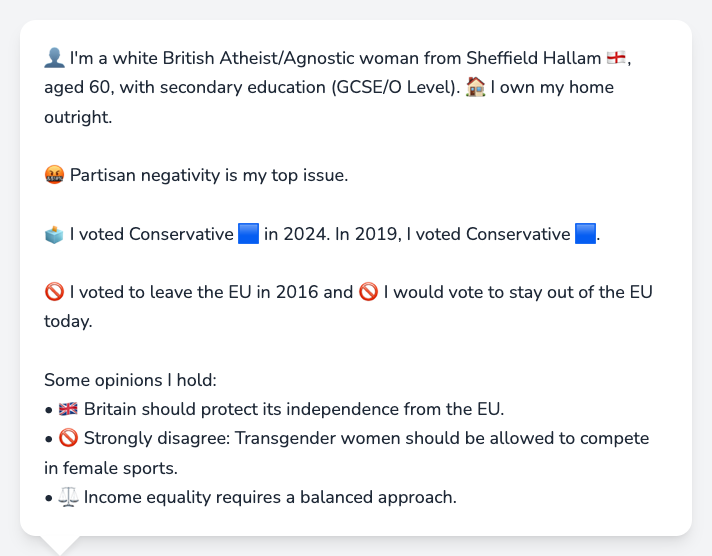 👤 I'm a white British Atheist/Agnostic woman from Sheffield Hallam 🏴󠁧󠁢󠁥󠁮󠁧󠁿,
aged 60, with secondary education (GCSE/O Level). 🏠 I own my home
outright.
🤬 Partisan negativity is my top issue.
🗳️ I voted Conservative 🟦 in 2024. In 2019, I voted Conservative 🟦.
🚫 I voted to leave the EU in 2016 and 🚫 I would vote to stay out of the EU
today.
Some opinions I hold:
• 🇬🇧 Britain should protect its independence from the EU.
• 🚫 Strongly disagree: Transgender women should be allowed to compete
in female sports.
• ⚖️ Income equality requires a balanced approach.